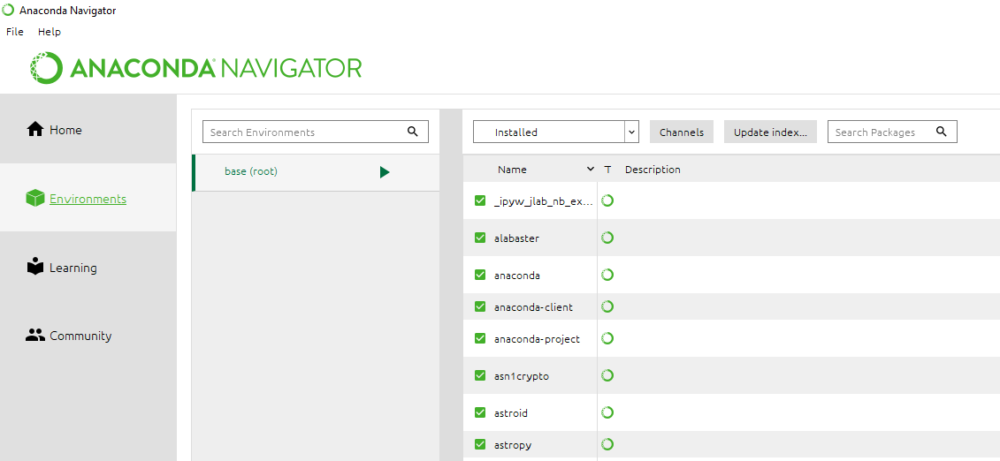 Anaconda Navigator
File Help
ANACONDA NAVIGATOR
Home
Environments
Learning
Community
Search Environments
base (root)
Installed
Channels
Update index...
Search Packages
Name T Description
_ipyw_jlab_nb_ex...
alabaster
anaconda
anaconda-client
anaconda-project
asn1crypto
astroid
astropy